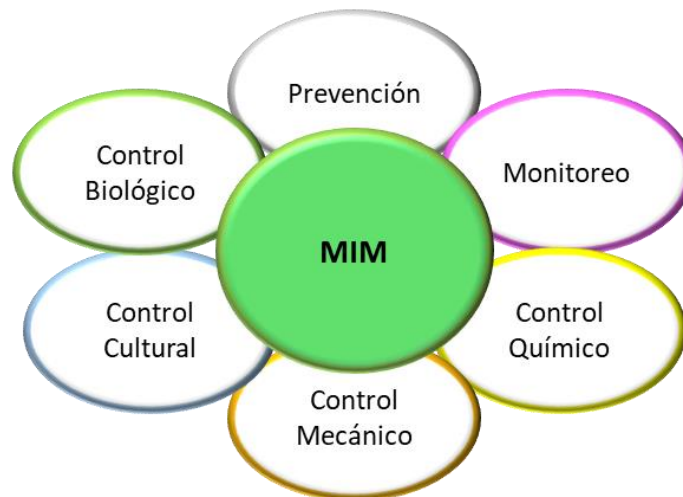 Prevención
Control
Biológico
Monitoreo
MIM
Control
Cultural
Control
Químico
Control
Mecánico